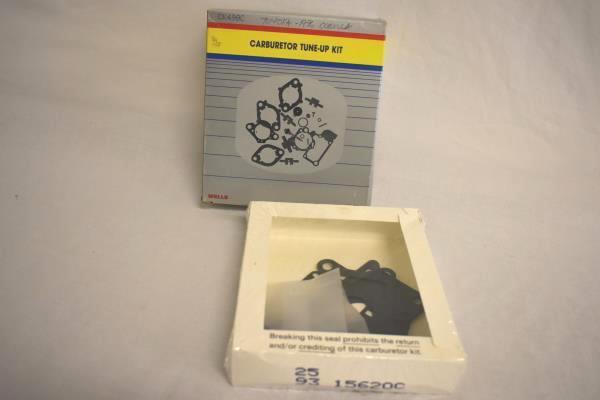 CARBURETOR TUNE-UP KIT
WELLS
Breaking this seal prohibits the return
and/or crediting of this carburetor kit.
25
93 15620C